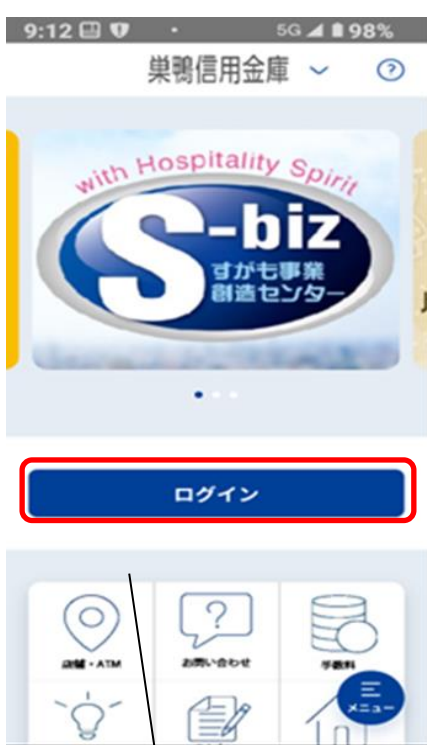 9:12
5G
98%
巣鴨信用金庫
?
with Hospitality Spirit
S-biz
すがも事業
創造センター
ログイン
店舗・ATM
お問い合わせ
手数料
?
メニュー